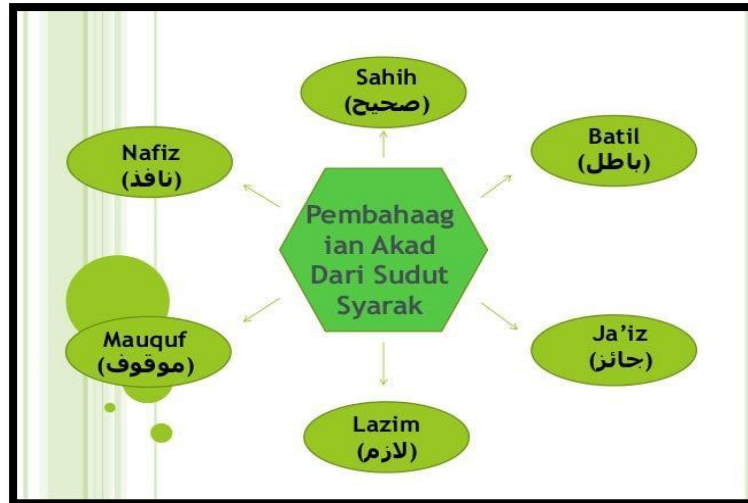 Sahih
(صحيح)
Nafiz
(نافذ)
Batil
(باطل)
Pembahaag
ian Akad
Dari Sudut
Syarak
Mauquf
(موقوف)
Ja’iz
(جائز)
Lazim
(لازم)